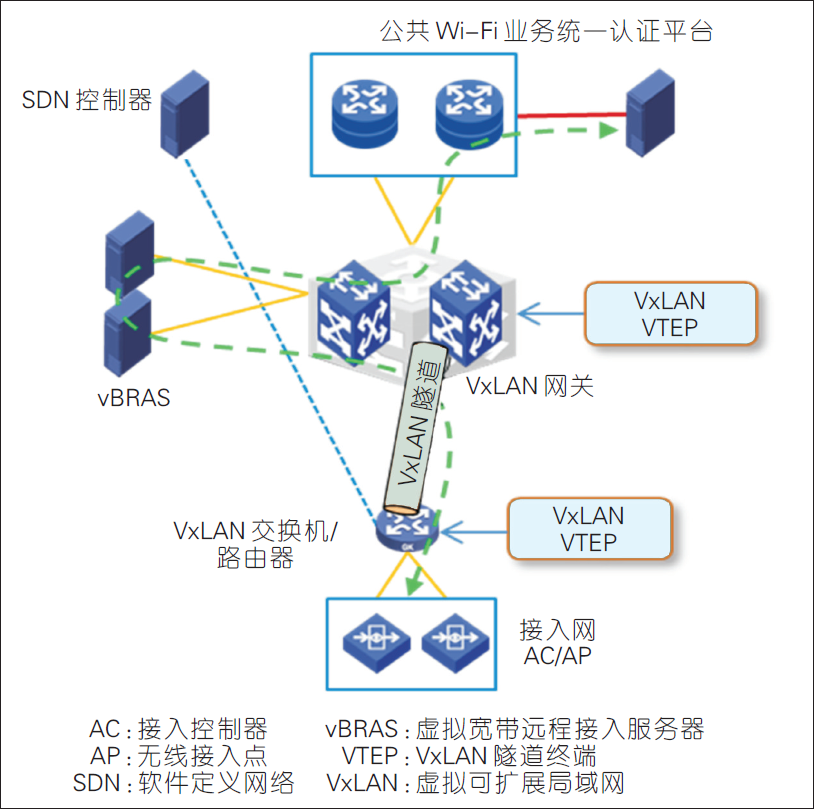 公共 Wi-Fi 业务统一认证平台
SDN 控制器
VxLAN
VTEP
vBRAS
VxLAN 网关
VxLAN 隧道
VxLAN 交换机/
路由器
VxLAN
VTEP
接入网
AC/AP
AC：接入控制器
AP：无线接入点
SDN：软件定义网络
vBRAS：虚拟宽带远程接入服务器
VTEP：VxLAN 隧道终端
VxLAN：虚拟可扩展局域网